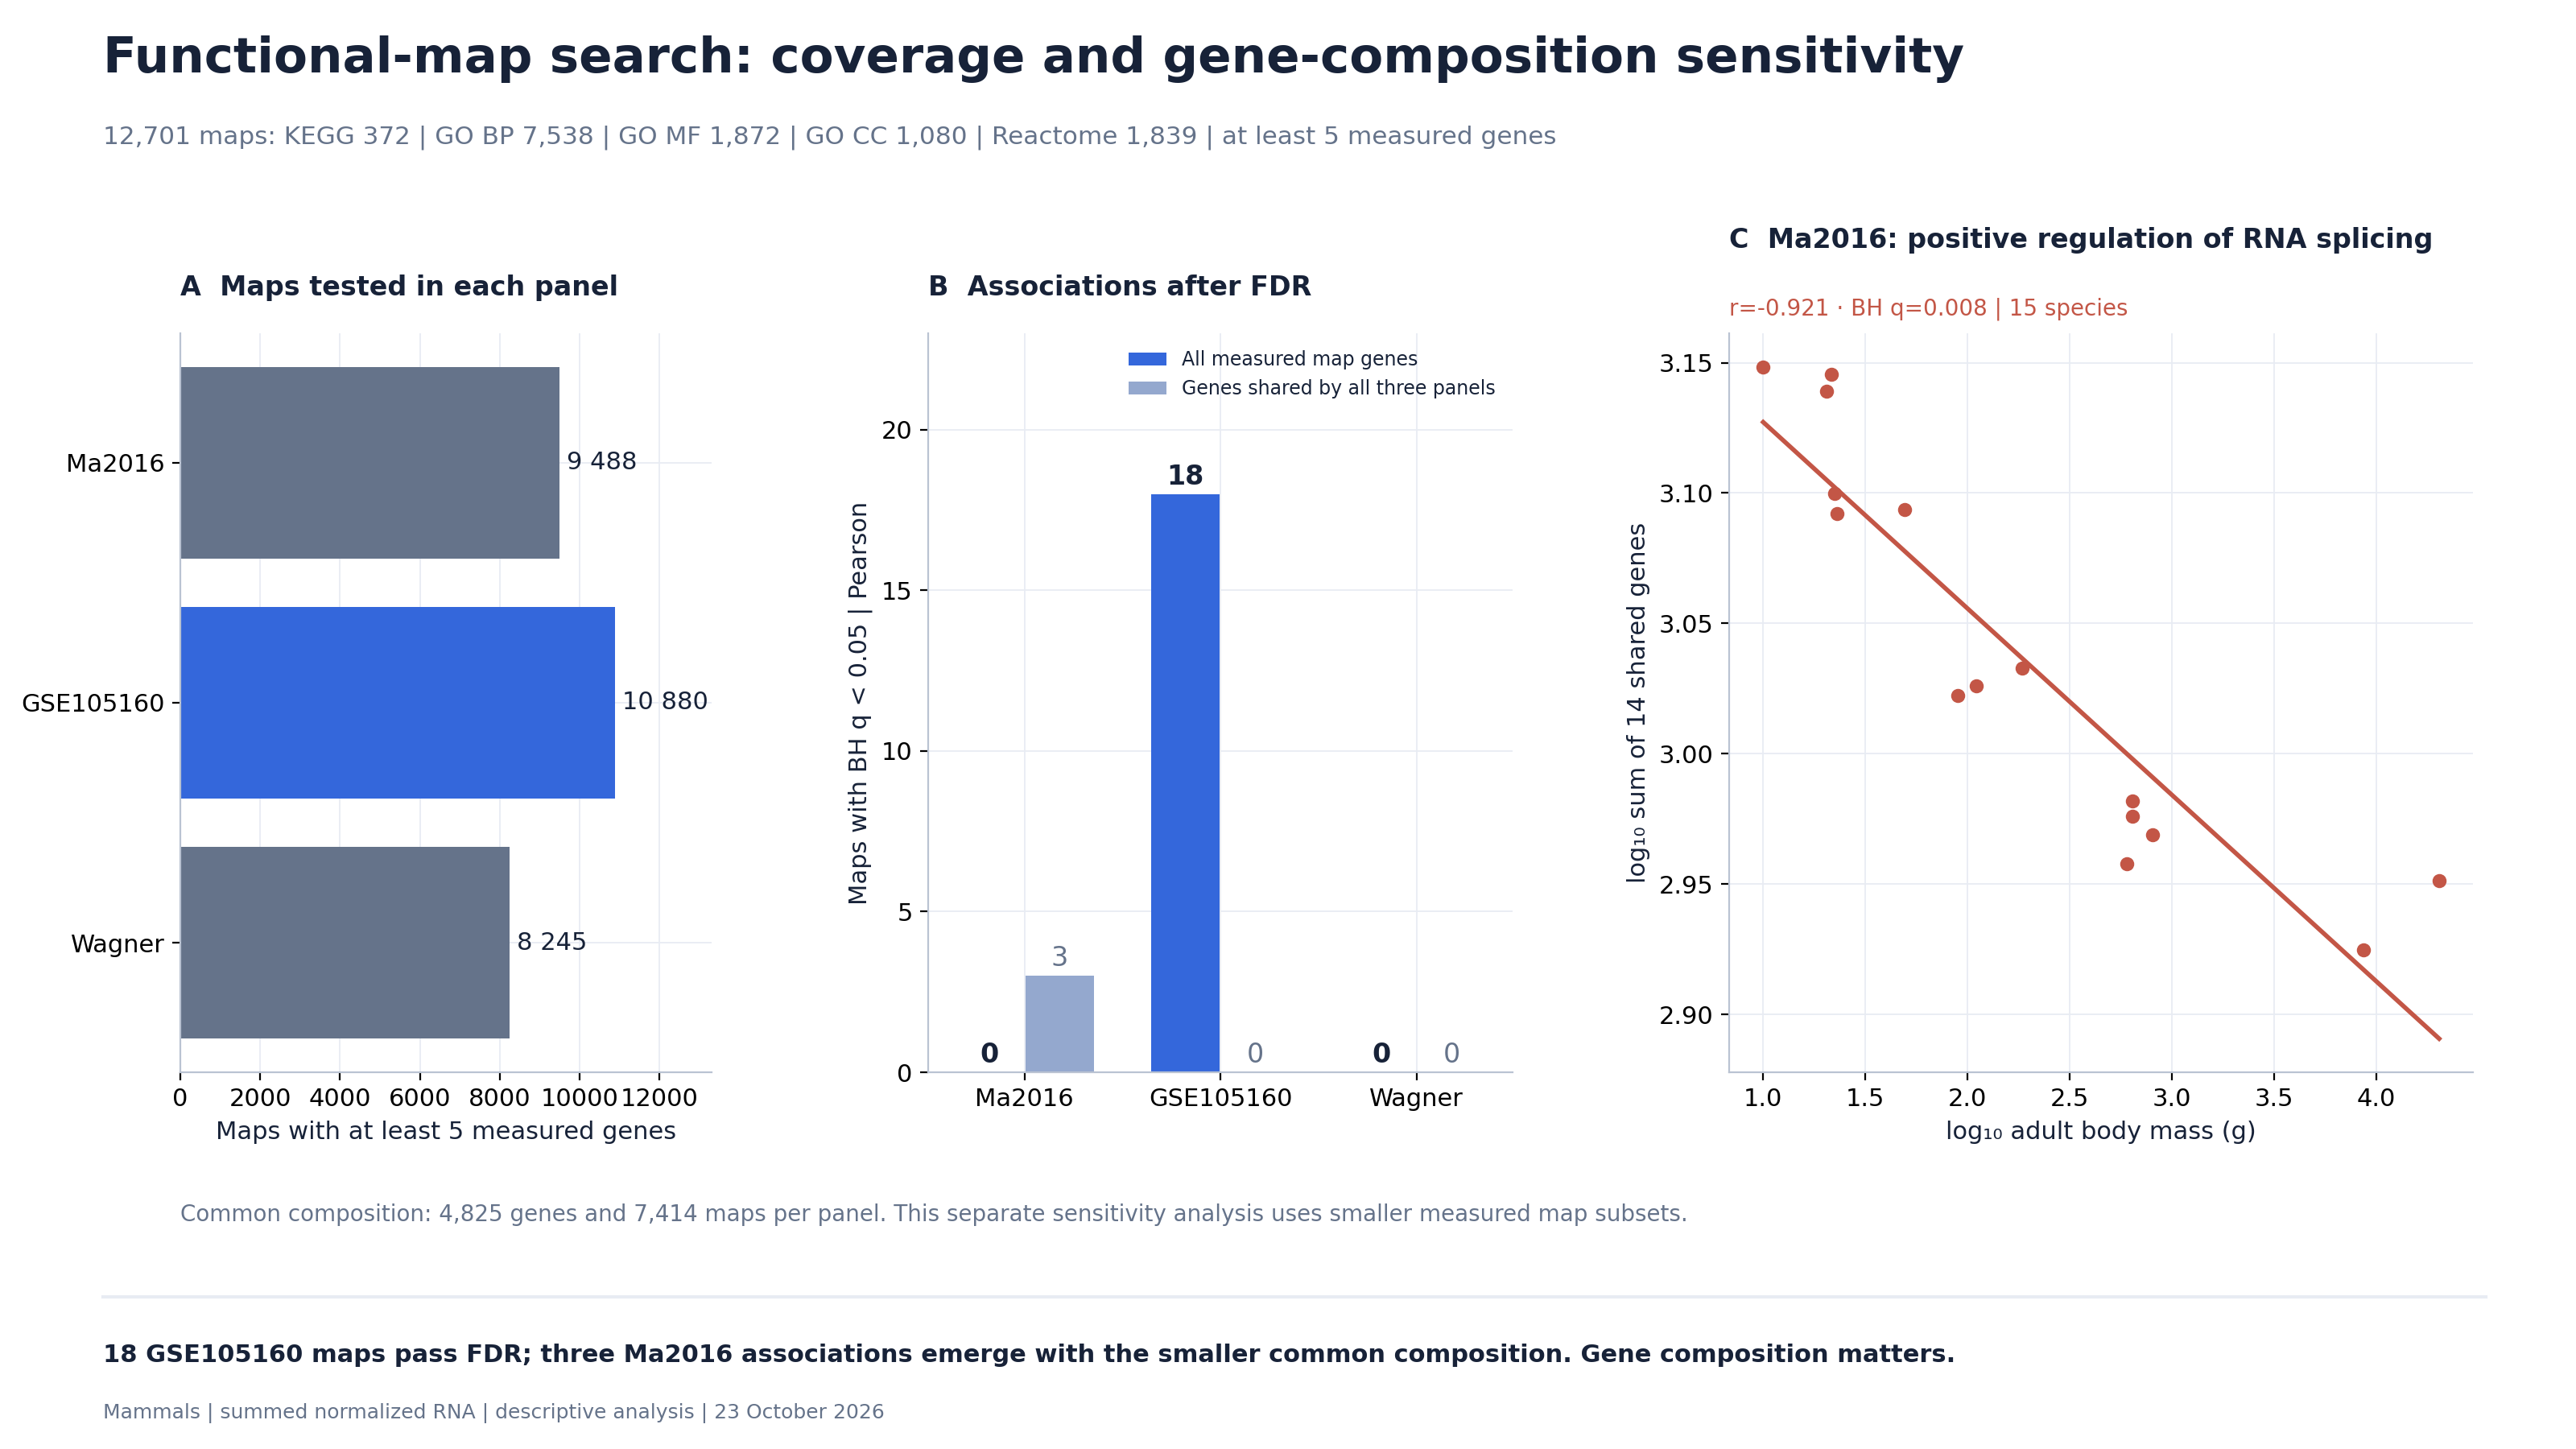 Functional-map search: coverage and gene-composition sensitivity
12,701 maps: KEGG 372 | GO BP 7,538 | GO MF 1,872 | GO CC 1,080 | Reactome 1,839 | at least 5 measured genes
A Maps tested in each panel
Ma2016
9 488
GSE105160
10 880
Wagner
8 245
0 2000 4000 6000 8000 10000 12000
Maps with at least 5 measured genes
B Associations after FDR
All measured map genes
Genes shared by all three panels
Maps with BH q < 0.05 | Pearson
20
15
10
5
0
0 3 18 0 0 0
Ma2016 GSE105160 Wagner
C Ma2016: positive regulation of RNA splicing
r=-0.921 · BH q=0.008 | 15 species
log₁₀ sum of 14 shared genes
3.15
3.10
3.05
3.00
2.95
2.90
1.0 1.5 2.0 2.5 3.0 3.5 4.0
log₁₀ adult body mass (g)
Common composition: 4,825 genes and 7,414 maps per panel. This separate sensitivity analysis uses smaller measured map subsets.
18 GSE105160 maps pass FDR; three Ma2016 associations emerge with the smaller common composition. Gene composition matters.
Mammals | summed normalized RNA | descriptive analysis | 23 October 2026